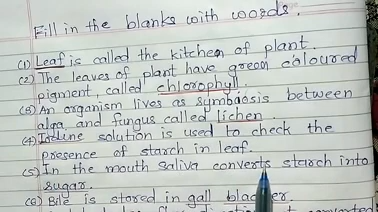 Fill in the blanks with words.
(1) Leaf is called the kitchen of plant.
(2) The leaves of plant have green coloured
pigment, called chlorophyll.
(3) An organism lives as symbiosis between
alga, and fungus called lichen.
(4) Iodine solution is used to check the
presence of starch in leaf.
(5) In the mouth saliva converts starch into
sugar.
(6) Bile is stored in gall bladder.